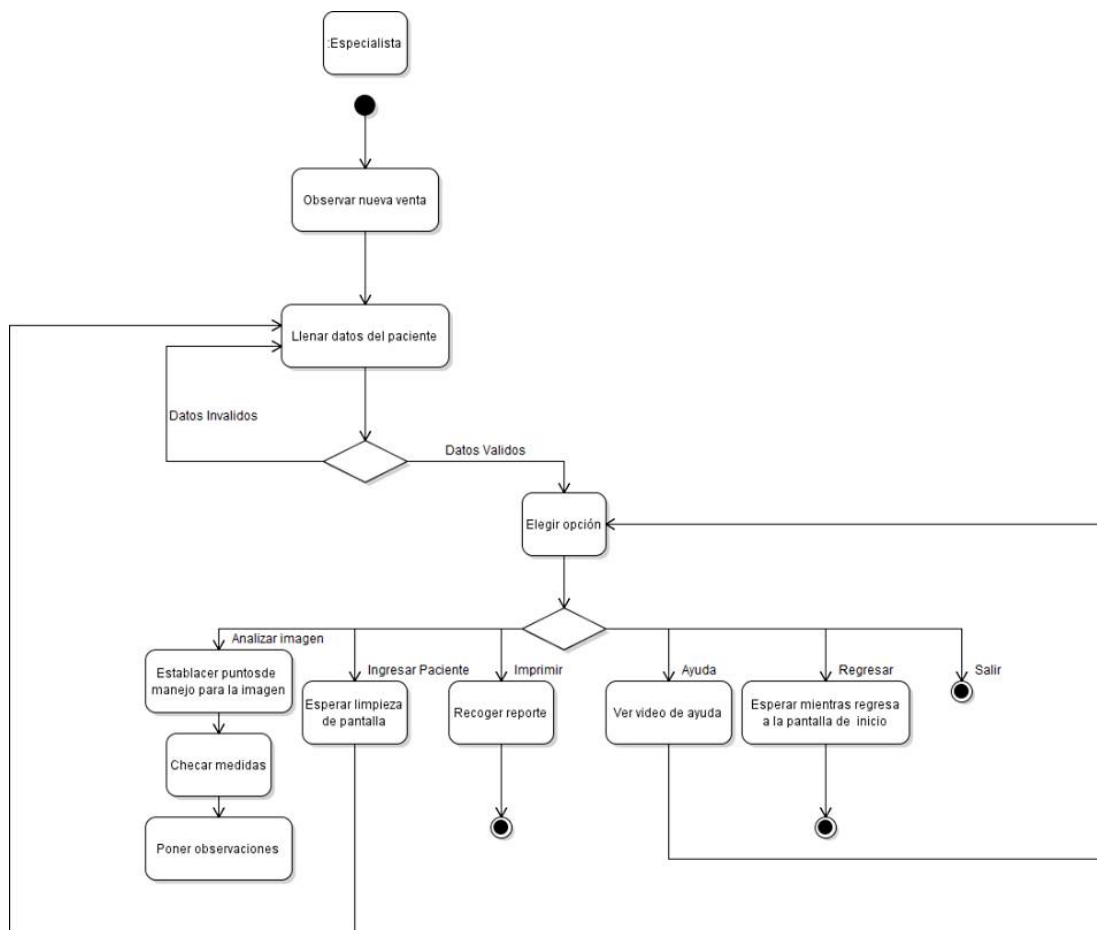 :Especialista
Observar nueva venta
Llenar datos del paciente
Datos Invalidos
Datos Validos
Elegir opción
Analizar imagen
Ingresar Paciente
Imprimir
Ayuda
Regresar
Salir
Establacer puntosde
manejo para la imagen
Esperar limpieza
de pantalla
Recoger reporte
Ver video de ayuda
Esperar mientras regresa
a la pantalla de inicio
Checar medidas
Poner observaciones